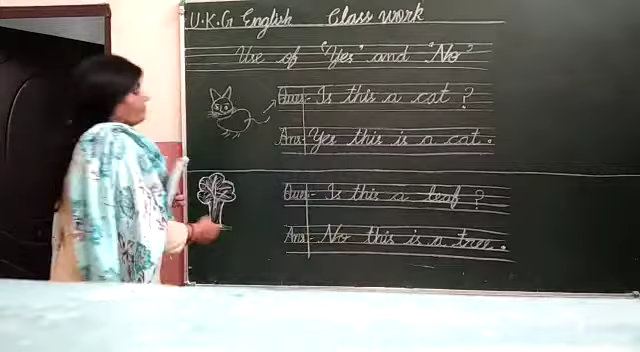 U.K.G English Class work
Use of "Yes" and "No"
Ques- Is this a cat ?
Ans- Yes this is a cat.
Ques- Is this a leaf ?
Ans- No this is a tree.